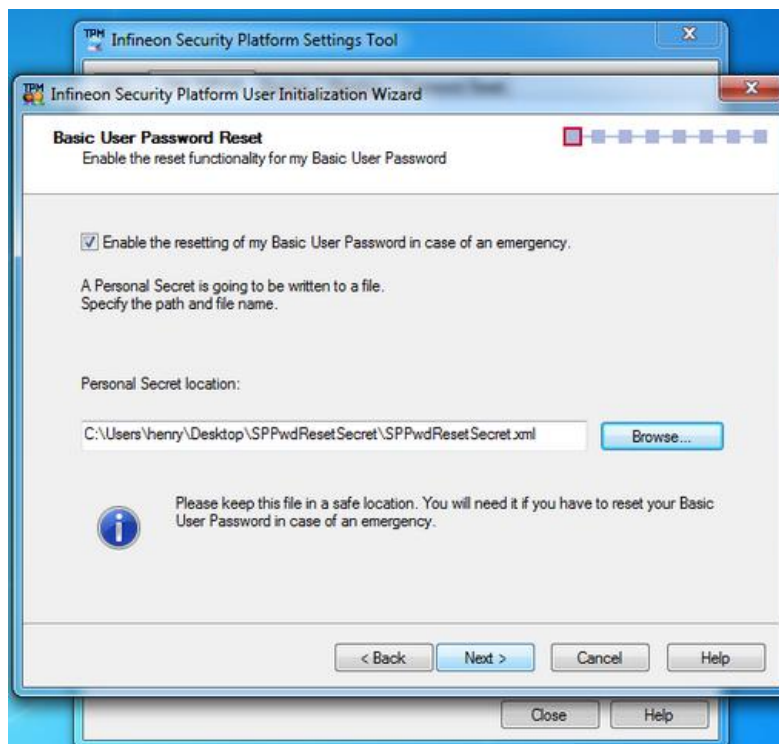 TPM
Infineon Security Platform Settings Tool
TPM
Infineon Security Platform User Initialization Wizard
Basic User Password Reset
Enable the reset functionality for my Basic User Password
Enable the resetting of my Basic User Password in case of an emergency.
A Personal Secret is going to be written to a file.
Specify the path and file name.
Personal Secret location:
C:\Users\henry\Desktop\SPPwdResetSecret\SPPwdResetSecret.xml
Browse...
Please keep this file in a safe location. You will need it if you have to reset your Basic
User Password in case of an emergency.
< Back Next > Cancel Help
Close Help